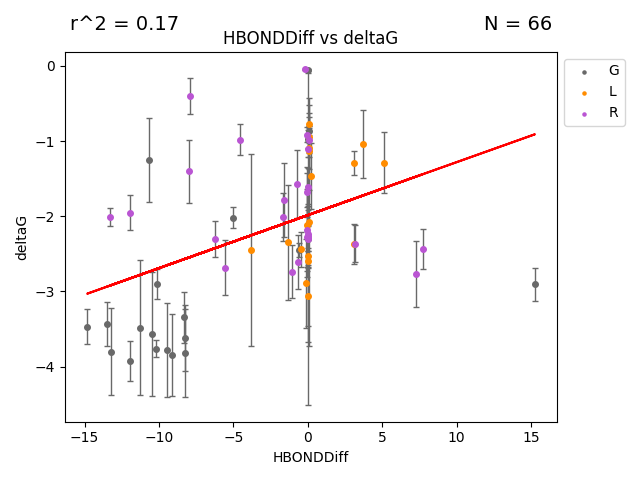 r^2 = 0.17
N = 66
HBONDDiff vs deltaG
G
L
R
0
−1
−2
−3
−4
deltaG
−15 −10 −5 0 5 10 15
HBONDDiff